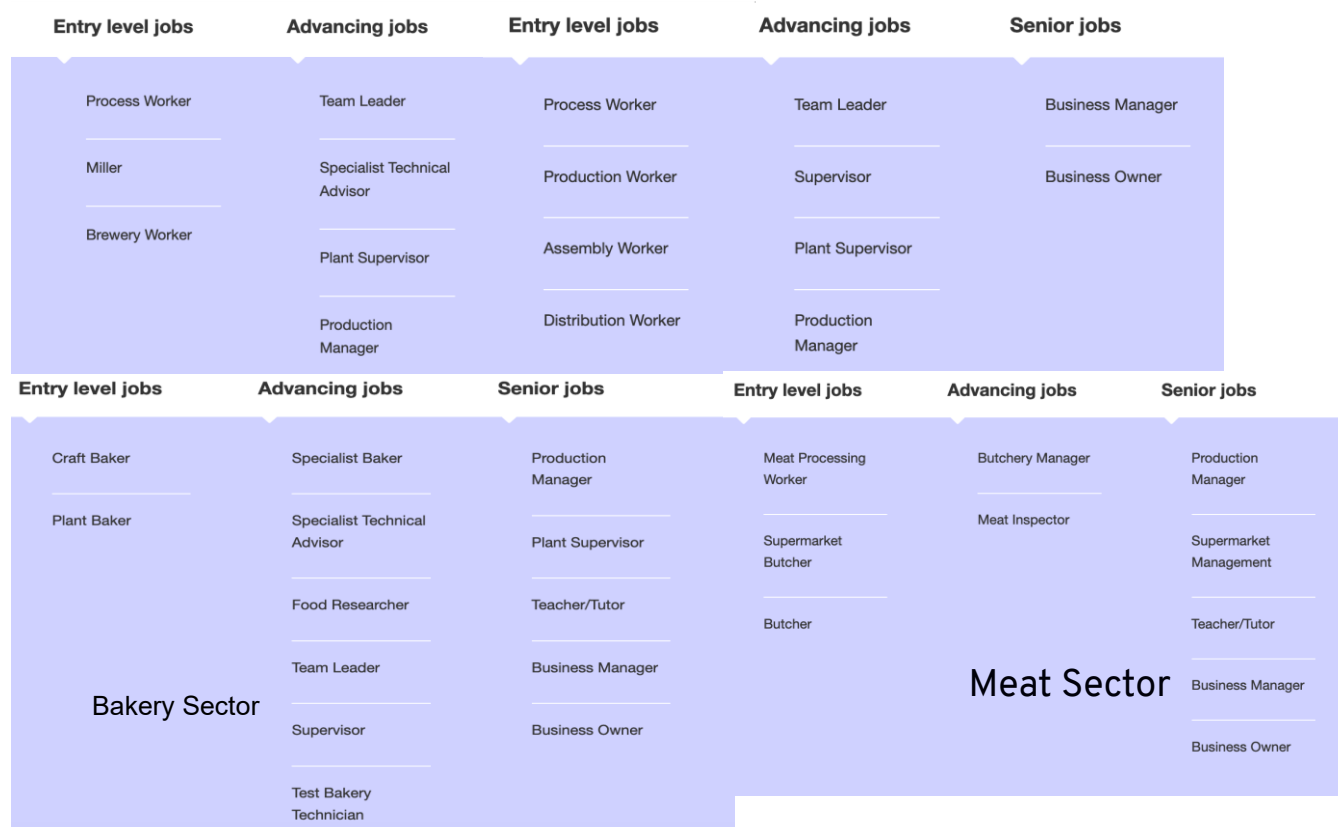 Entry level jobs
Process Worker
Miller
Brewery Worker
Advancing jobs
Team Leader
Specialist Technical
Advisor
Plant Supervisor
Production
Manager
Entry level jobs
Process Worker
Production Worker
Assembly Worker
Distribution Worker
Advancing jobs
Team Leader
Supervisor
Plant Supervisor
Production
Manager
Senior jobs
Business Manager
Business Owner
Entry level jobs
Craft Baker
Plant Baker
Bakery Sector
Advancing jobs
Specialist Baker
Specialist Technical
Advisor
Food Researcher
Team Leader
Supervisor
Test Bakery
Technician
Senior jobs
Production
Manager
Plant Supervisor
Teacher/Tutor
Business Manager
Business Owner
Entry level jobs
Meat Processing
Worker
Supermarket
Butcher
Butcher
Advancing jobs
Butchery Manager
Meat Inspector
Meat Sector
Senior jobs
Production
Manager
Supermarket
Management
Teacher/Tutor
Business Manager
Business Owner